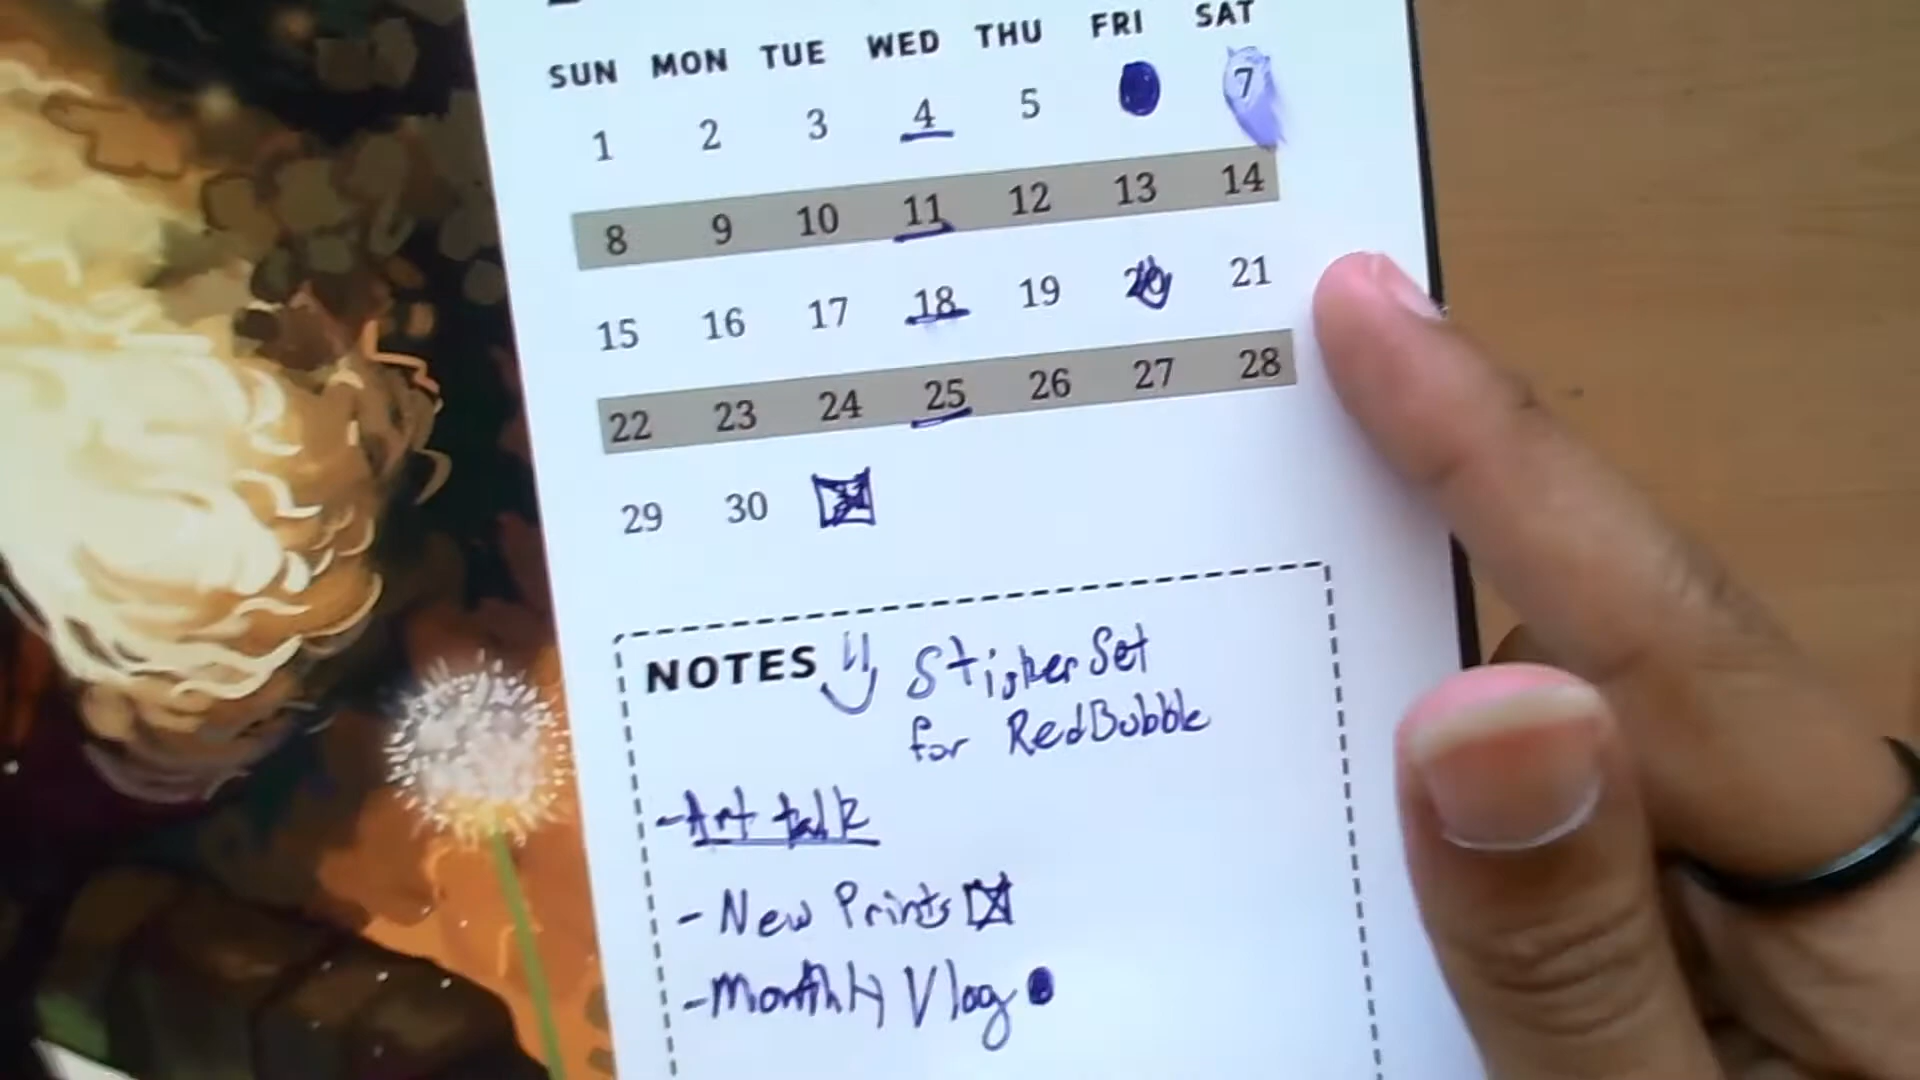 SUN MON TUE WED THU FRI SAT
1 2 3 4 5 7
8 9 10 11 12 13 14
15 16 17 18 19 20 21
22 23 24 25 26 27 28
29 30
NOTES Sticker Set
for RedBubble
- Art talk
- New Prints
- Monthly Vlog